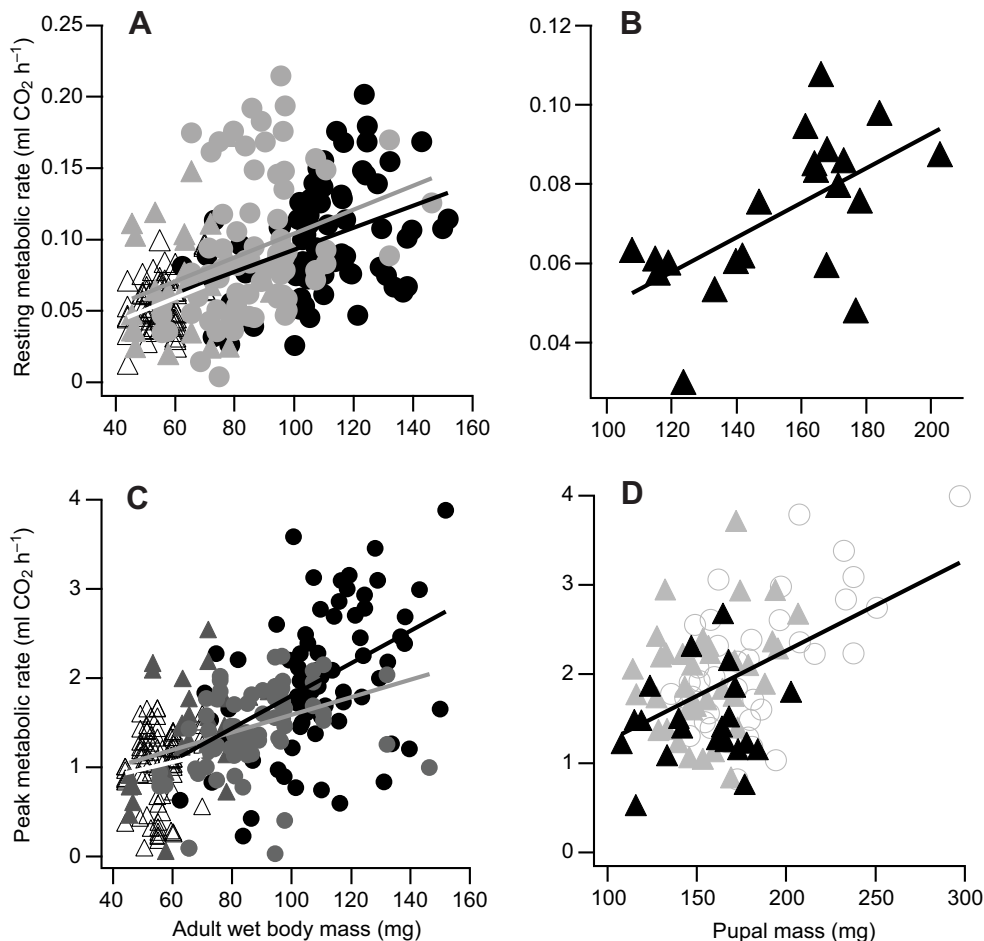 A
B
Resting metabolic rate (ml CO₂ h⁻¹)
0.25
0.20
0.15
0.10
0.05
0
40 60 80 100 120 140 160
0.12
0.10
0.08
0.06
0.04
100 120 140 160 180 200
C
D
Peak metabolic rate (ml CO₂ h⁻¹)
4
3
2
1
0
40 60 80 100 120 140 160
Adult wet body mass (mg)
4
3
2
1
0
100 150 200 250 300
Pupal mass (mg)